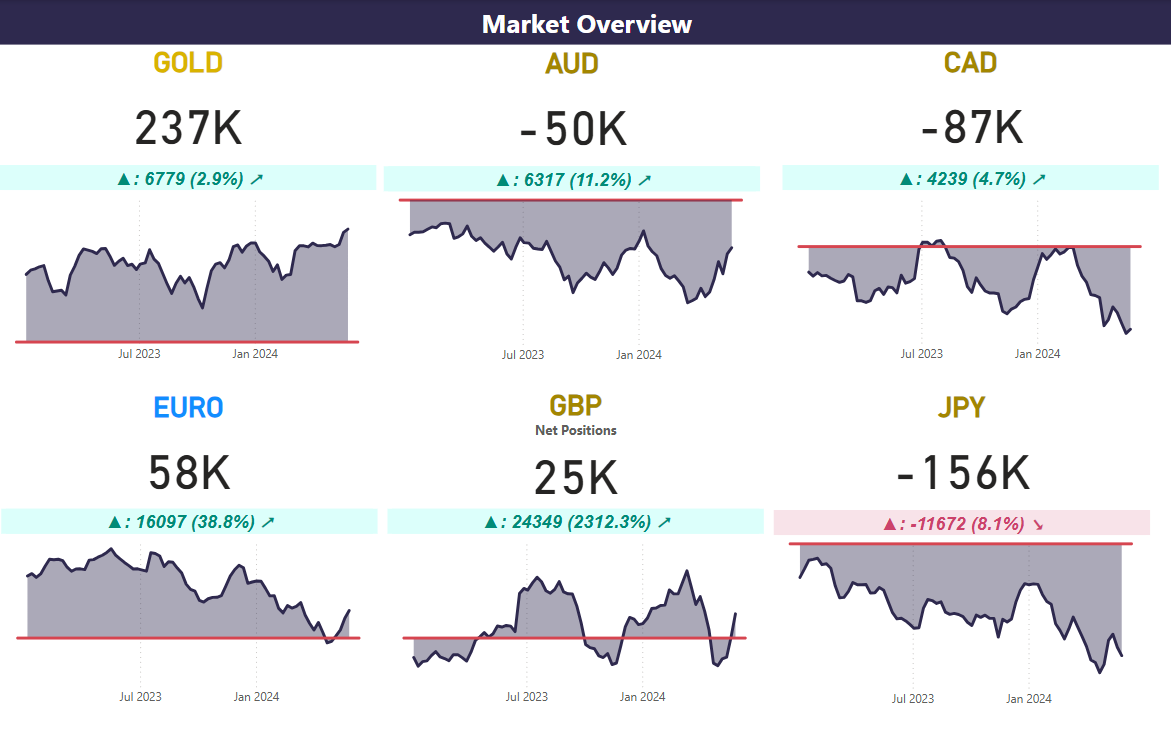 Market Overview
GOLD
237K
▲: 6779 (2.9%) ↗
Jul 2023 Jan 2024
AUD
-50K
▲: 6317 (11.2%) ↗
Jul 2023 Jan 2024
CAD
-87K
▲: 4239 (4.7%) ↗
Jul 2023 Jan 2024
EURO
58K
▲: 16097 (38.8%) ↗
Jul 2023 Jan 2024
GBP
Net Positions
25K
▲: 24349 (2312.3%) ↗
Jul 2023 Jan 2024
JPY
-156K
▲: -11672 (8.1%) ↘
Jul 2023 Jan 2024